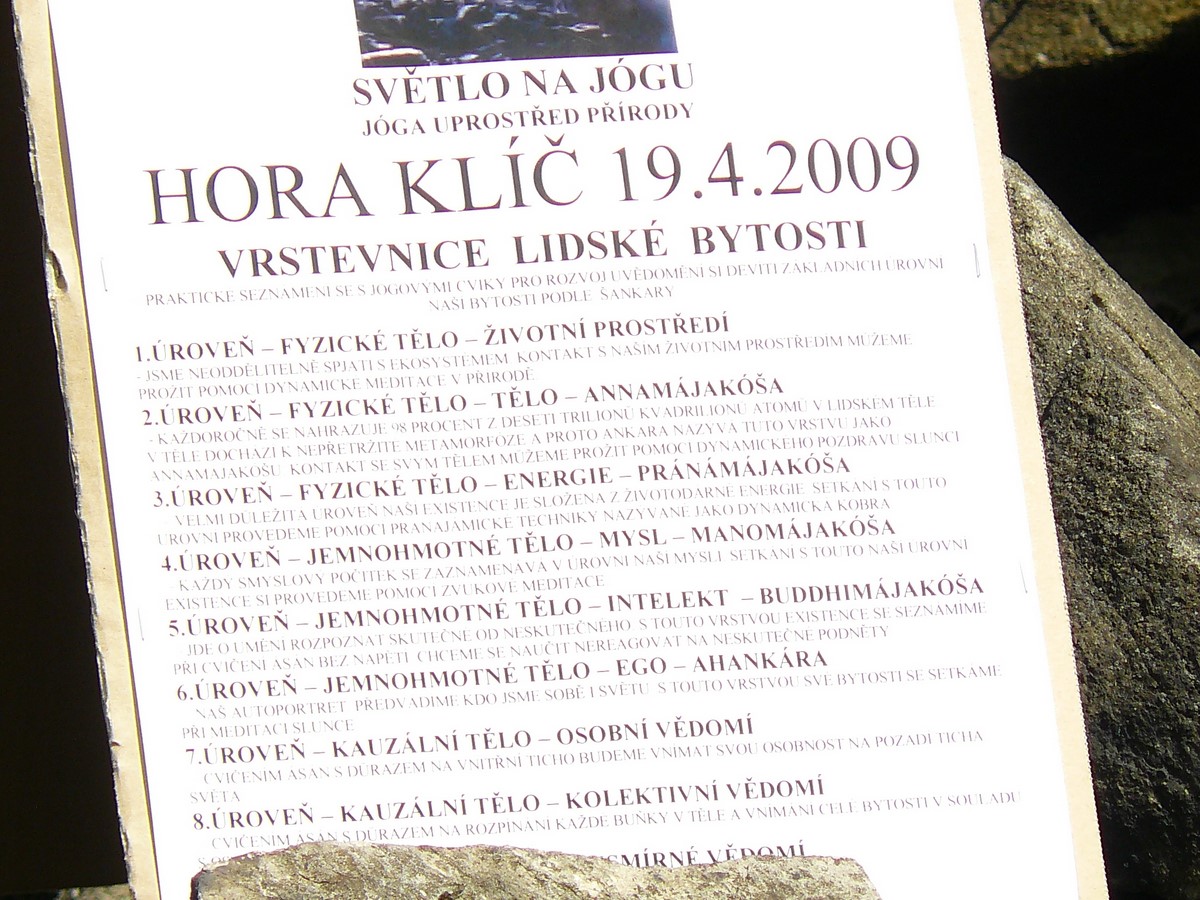 SVĚTLO NA JÓGU
JÓGA UPROSTŘED PŘÍRODY
HORA KLÍČ 19.4.2009
VRSTEVNICE LIDSKÉ BYTOSTI
PRAKTICKÉ SEZNÁMENÍ SE S JÓGOVÝMI CVIKY PRO ROZVOJ UVĚDOMĚNÍ SI DEVÍTI ZÁKLADNÍCH ÚROVNÍ
NAŠÍ BYTOSTI PODLE ŠANKARY
1.ÚROVEŇ – FYZICKÉ TĚLO – ŽIVOTNÍ PROSTŘEDÍ
- JSME NEODDĚLITELNĚ SPJATI S EKOSYSTÉMEM KONTAKT S NAŠÍM ŽIVOTNÍM PROSTŘEDÍM MŮŽEME
PROŽÍT POMOCÍ DYNAMICKÉ MEDITACE V PŘÍRODĚ
2.ÚROVEŇ – FYZICKÉ TĚLO – TĚLO – ANNAMÁJAKÓŠA
- KAŽDOROČNĚ SE NAHRAZUJE 98 PROCENT Z DESETI TRILIONŮ KVADRILIONŮ ATOMŮ V LIDSKÉM TĚLE
V TĚLE DOCHÁZÍ K NEPŘETRŽITÉ METAMORFÓZE A PROTO ANKARA NAZÝVÁ TUTO VRSTVU JAKO
ANNAMAJAKOŠU KONTAKT SE SVÝM TĚLEM MŮŽEME PROŽÍT POMOCÍ DYNAMICKÉHO POZDRAVU SLUNCI
3.ÚROVEŇ – FYZICKÉ TĚLO – ENERGIE – PRÁNÁMÁJAKÓŠA
VELMI DŮLEŽITÁ ÚROVEŇ NAŠÍ EXISTENCE JE SLOŽENA Z ŽIVOTODÁRNÉ ENERGIE SETKÁNÍ S TOUTO
ÚROVNÍ PROVEDEME POMOCÍ PRANAJAMICKÉ TECHNIKY NAZÝVANÉ JAKO DYNAMICKÁ KOBRA
4.ÚROVEŇ – JEMNOHMOTNÉ TĚLO – MYSL – MANOMÁJAKÓŠA
- KAŽDÝ SMYSLOVÝ POČITEK SE ZAZNAMENÁVÁ V ÚROVNI NAŠÍ MYSLI SETKÁNÍ S TOUTO NAŠÍ ÚROVNÍ
EXISTENCE SI PROVEDEME POMOCÍ ZVUKOVÉ MEDITACE
5.ÚROVEŇ – JEMNOHMOTNÉ TĚLO – INTELEKT – BUDDHIMÁJAKÓŠA
JDE O UMĚNÍ ROZPOZNAT SKUTEČNÉ OD NESKUTEČNÉHO S TOUTO VRSTVOU EXISTENCE SE SEZNÁMÍME
PŘI CVIČENÍ ASAN BEZ NAPĚTÍ CHCEME SE NAUČIT NEREAGOVAT NA NESKUTEČNÉ PODNĚTY
6.ÚROVEŇ – JEMNOHMOTNÉ TĚLO – EGO – AHANKÁRA
NÁŠ AUTOPORTRÉT PŘEDVÁDÍME KDO JSME SOBĚ I SVĚTU S TOUTO VRSTVOU SVÉ BYTOSTI SE SETKÁME
PŘI MEDITACI SLUNCE
7.ÚROVEŇ – KAUZÁLNÍ TĚLO – OSOBNÍ VĚDOMÍ
CVIČENÍM ASAN S DŮRAZEM NA VNITŘNÍ TICHO BUDEME VNÍMAT SVOU OSOBNOST NA POZADÍ TICHA
SVĚTA
8.ÚROVEŇ – KAUZÁLNÍ TĚLO – KOLEKTIVNÍ VĚDOMÍ
CVIČENÍM ASAN S DŮRAZEM NA ROZPÍNÁNÍ KAŽDÉ BUŇKY V TĚLE A VNÍMÁNÍ CELÉ BYTOSTI V SOULADU
VĚDOMÍ